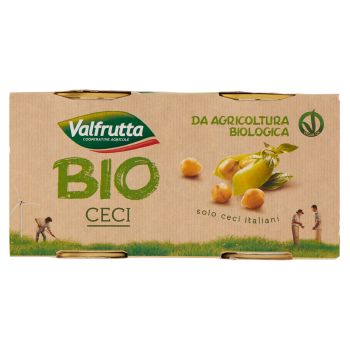 Valfrutta
COOPERATIVE AGRICOLE
BIO
CECI
DA AGRICOLTURA
BIOLOGICA
solo ceci italiani